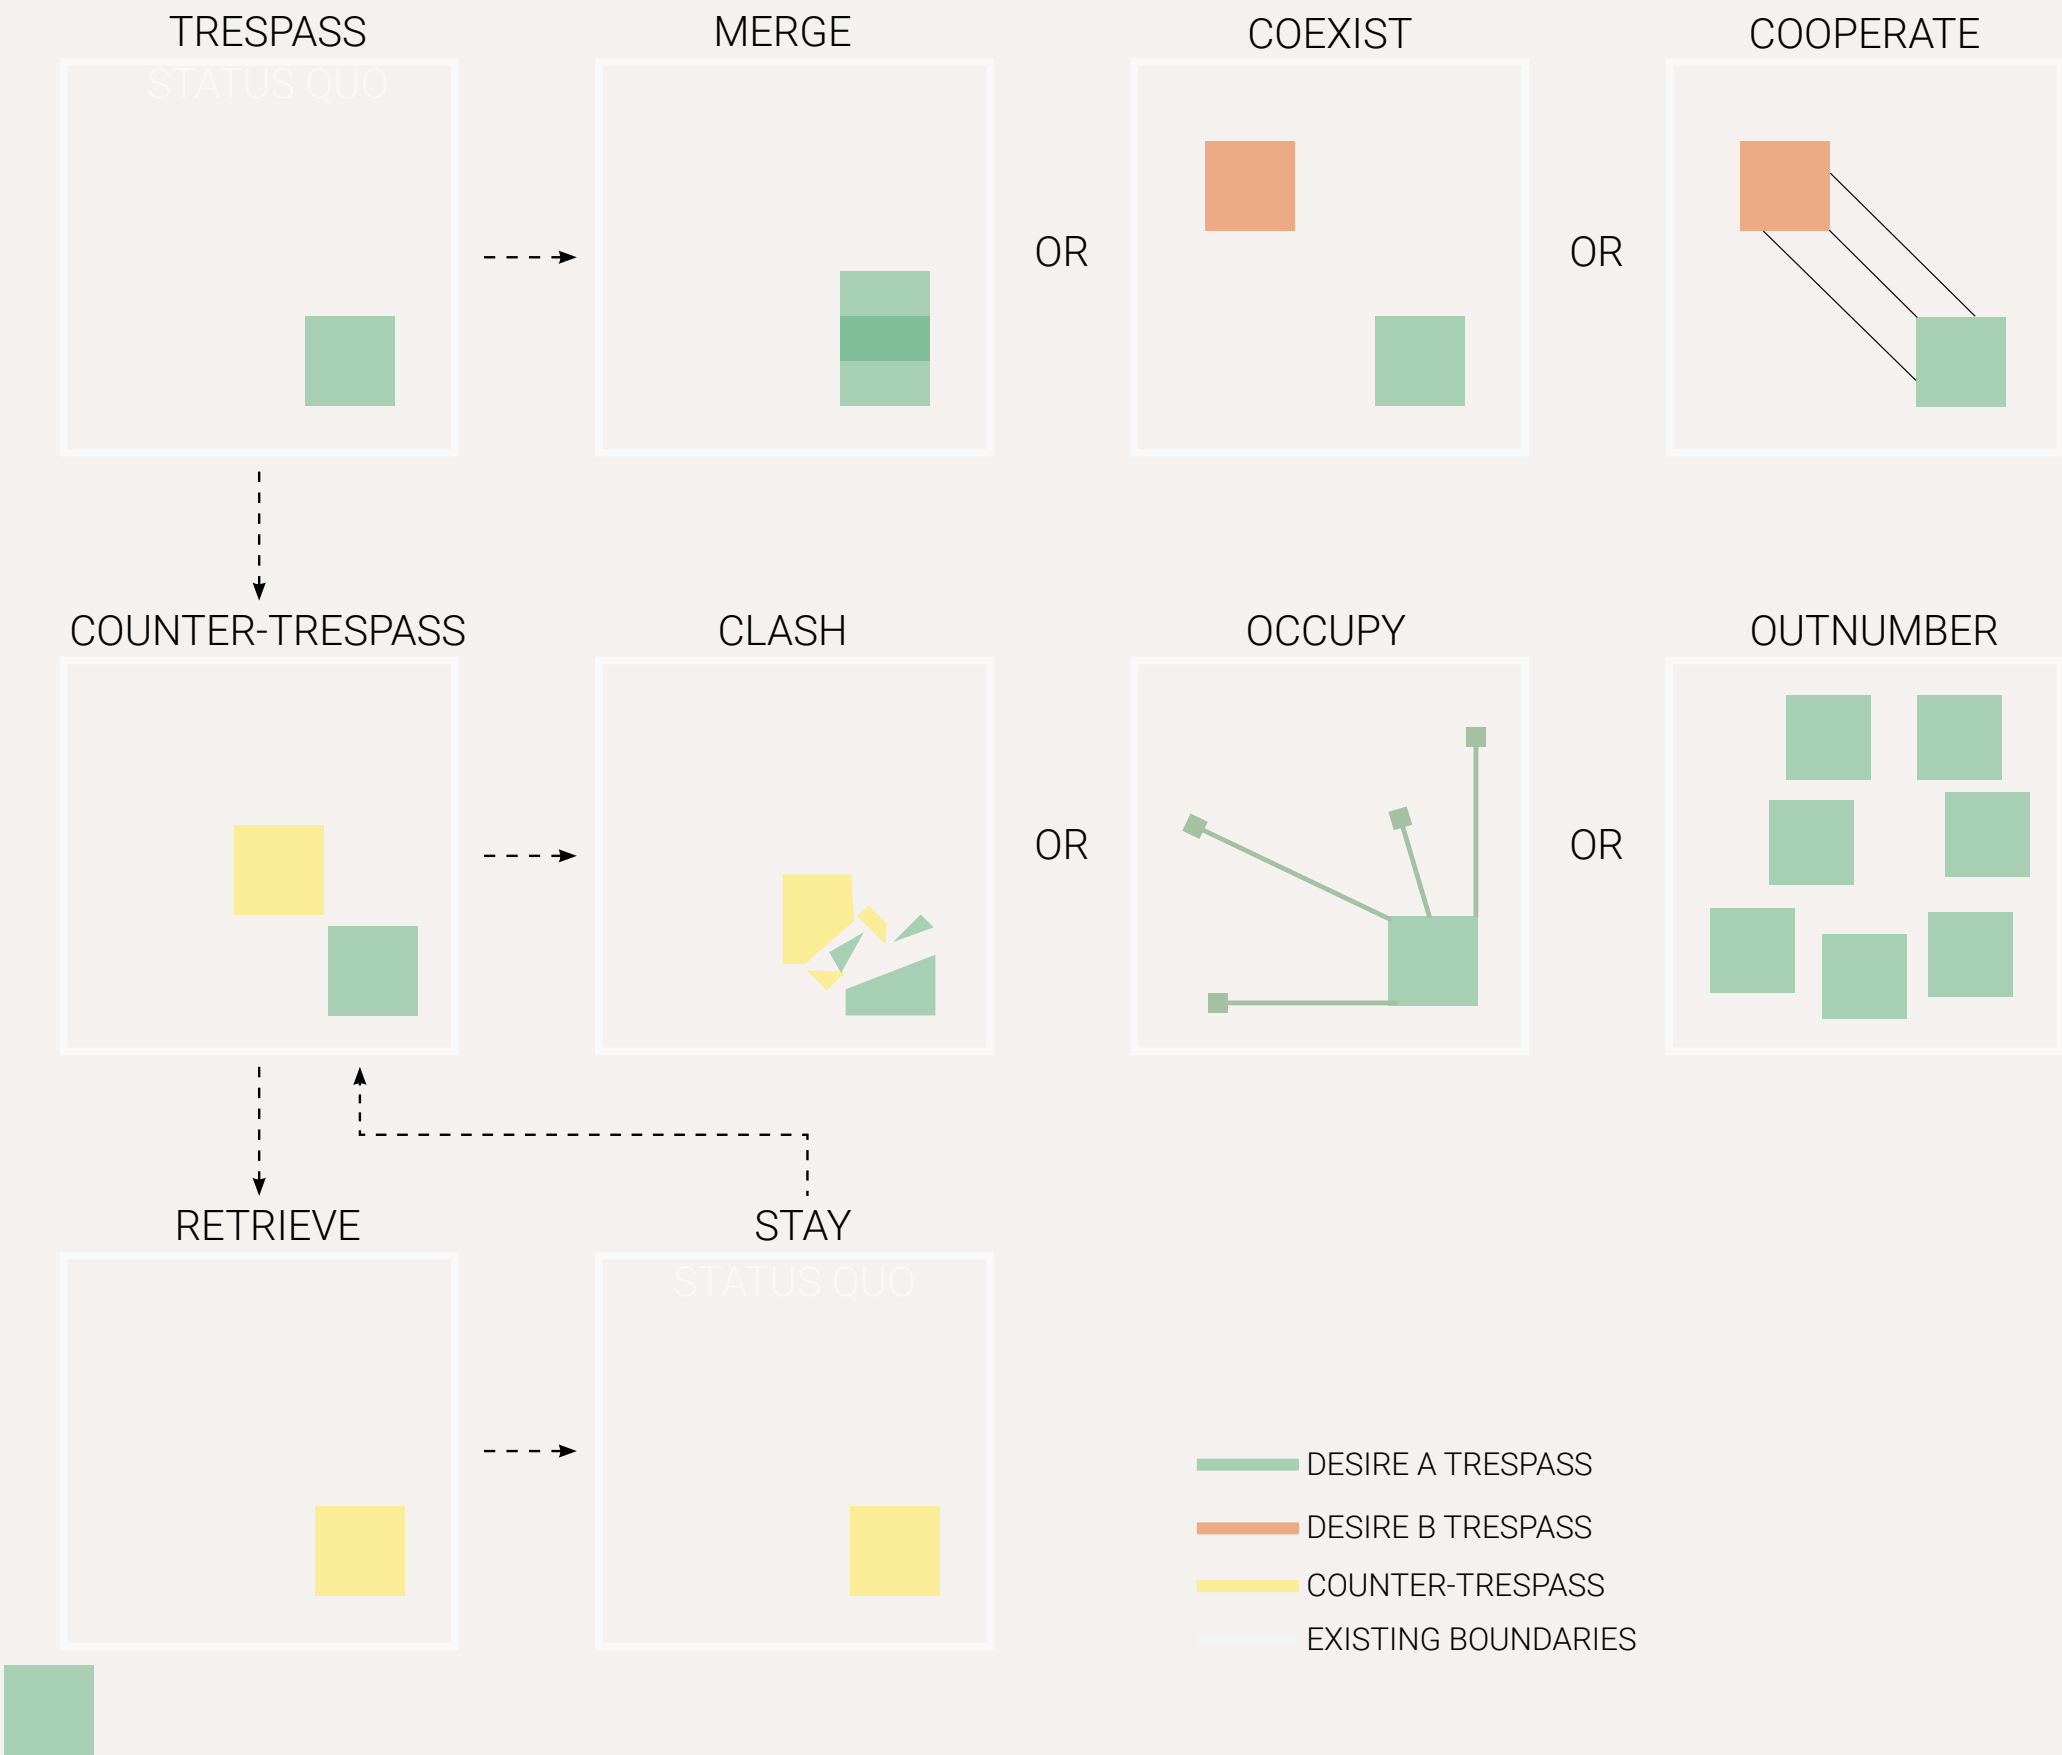 TRESPASS
MERGE
COEXIST
COOPERATE
STATUS QUO
OR
OR
COUNTER-TRESPASS
CLASH
OCCUPY
OUTNUMBER
OR
OR
RETRIEVE
STAY
STATUS QUO
DESIRE A TRESPASS
DESIRE B TRESPASS
COUNTER-TRESPASS
EXISTING BOUNDARIES